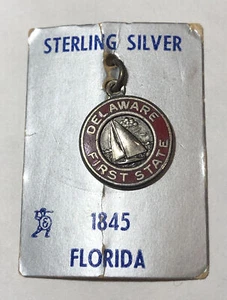 STERLING SILVER
DELAWARE
FIRST STATE
1845
FLORIDA